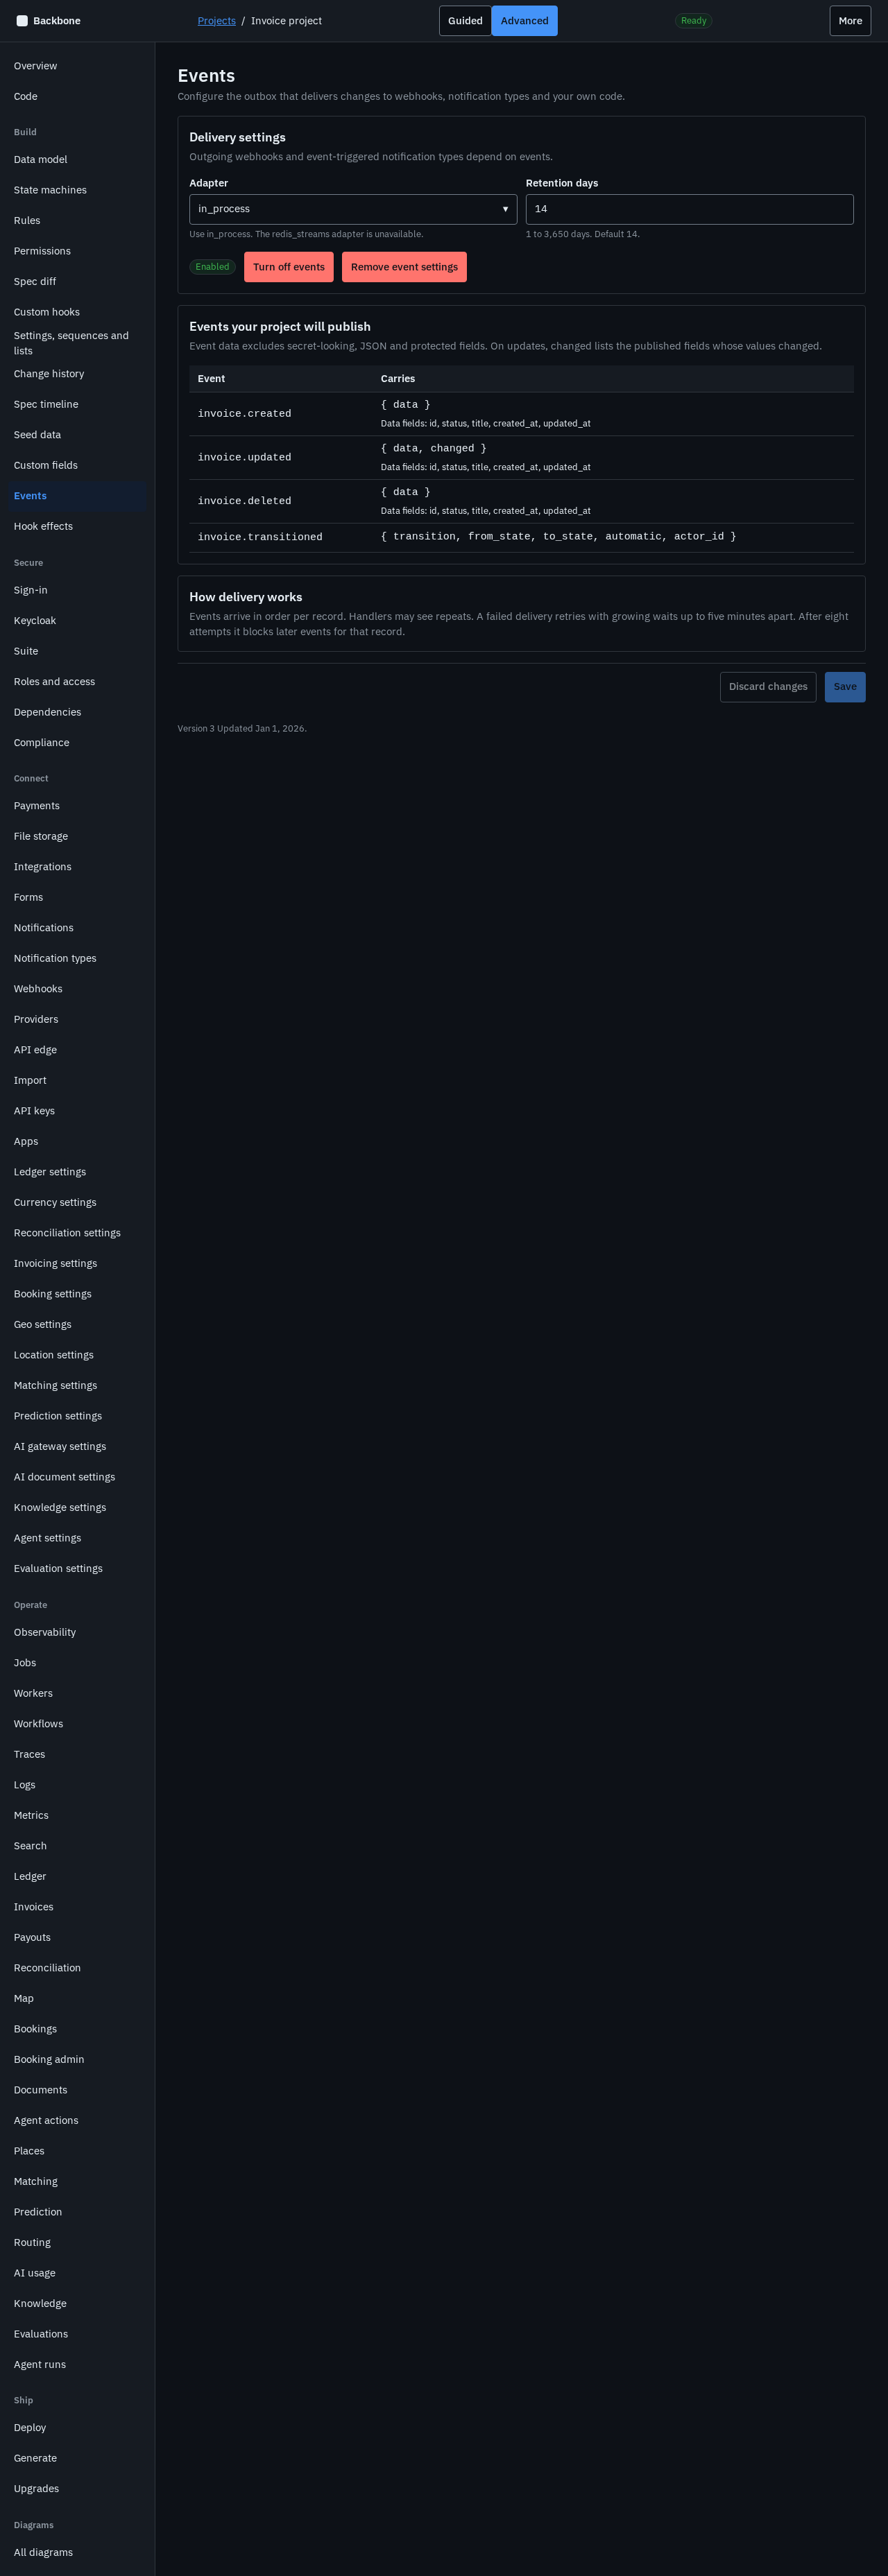 Backbone
Projects / Invoice project
Guided
Advanced
Ready
More
Overview
Code
Build
Data model
State machines
Rules
Permissions
Spec diff
Custom hooks
Settings, sequences and
lists
Change history
Spec timeline
Seed data
Custom fields
Events
Hook effects
Secure
Sign-in
Keycloak
Suite
Roles and access
Dependencies
Compliance
Connect
Payments
File storage
Integrations
Forms
Notifications
Notification types
Webhooks
Providers
API edge
Import
API keys
Apps
Ledger settings
Currency settings
Reconciliation settings
Invoicing settings
Booking settings
Geo settings
Location settings
Matching settings
Prediction settings
AI gateway settings
AI document settings
Knowledge settings
Agent settings
Evaluation settings
Operate
Observability
Jobs
Workers
Workflows
Traces
Logs
Metrics
Search
Ledger
Invoices
Payouts
Reconciliation
Map
Bookings
Booking admin
Documents
Agent actions
Places
Matching
Prediction
Routing
AI usage
Knowledge
Evaluations
Agent runs
Ship
Deploy
Generate
Upgrades
Diagrams
All diagrams
Events
Configure the outbox that delivers changes to webhooks, notification types and your own code.
Delivery settings
Outgoing webhooks and event-triggered notification types depend on events.
Adapter
in_process
Use in_process. The redis_streams adapter is unavailable.
Retention days
14
1 to 3,650 days. Default 14.
Enabled
Turn off events
Remove event settings
Events your project will publish
Event data excludes secret-looking, JSON and protected fields. On updates, changed lists the published fields whose values changed.
Event Carries
invoice.created { data }
Data fields: id, status, title, created_at, updated_at
invoice.updated { data, changed }
Data fields: id, status, title, created_at, updated_at
invoice.deleted { data }
Data fields: id, status, title, created_at, updated_at
invoice.transitioned { transition, from_state, to_state, automatic, actor_id }
How delivery works
Events arrive in order per record. Handlers may see repeats. A failed delivery retries with growing waits up to five minutes apart. After eight
attempts it blocks later events for that record.
Discard changes
Save
Version 3 Updated Jan 1, 2026.